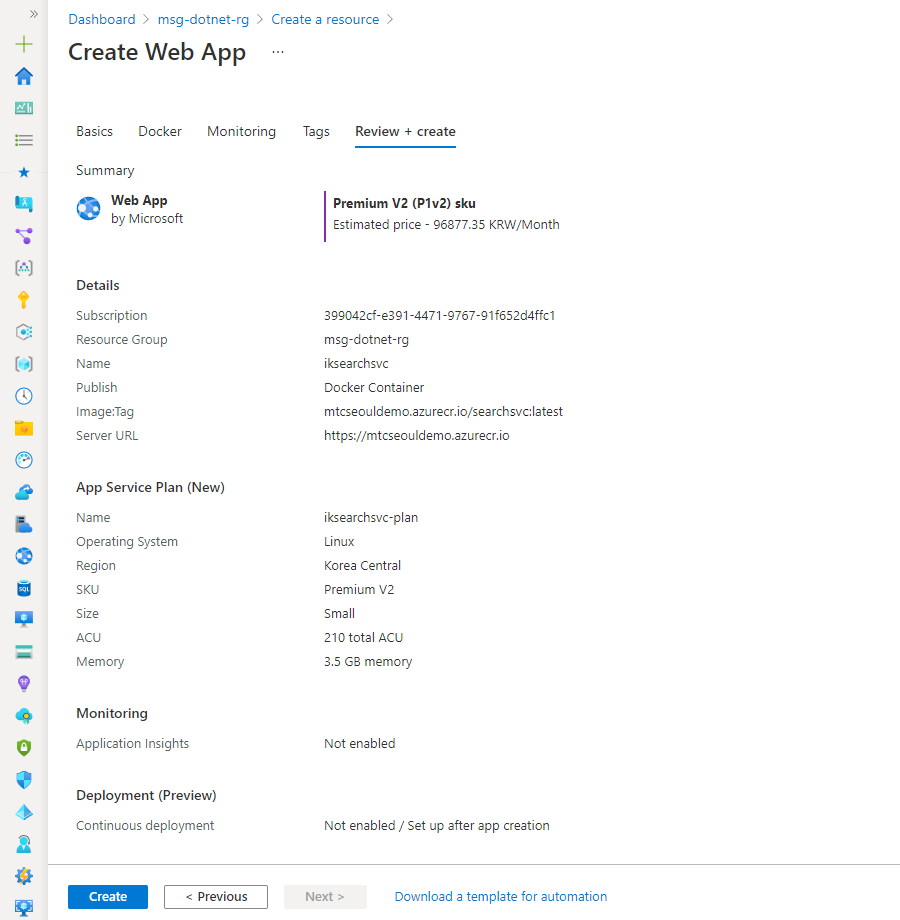 »
Dashboard > msg-dotnet-rg > Create a resource >
Create Web App ...
Basics Docker Monitoring Tags Review + create
Summary
Web App
by Microsoft
Premium V2 (P1v2) sku
Estimated price - 96877.35 KRW/Month
Details
Subscription 399042cf-e391-4471-9767-91f652d4ffc1
Resource Group msg-dotnet-rg
Name iksearchsvc
Publish Docker Container
Image:Tag mtcseouldemo.azurecr.io/searchsvc:latest
Server URL https://mtcseouldemo.azurecr.io
App Service Plan (New)
Name iksearchsvc-plan
Operating System Linux
Region Korea Central
SKU Premium V2
Size Small
ACU 210 total ACU
Memory 3.5 GB memory
Monitoring
Application Insights Not enabled
Deployment (Preview)
Continuous deployment Not enabled / Set up after app creation
Create < Previous Next > Download a template for automation
SQL